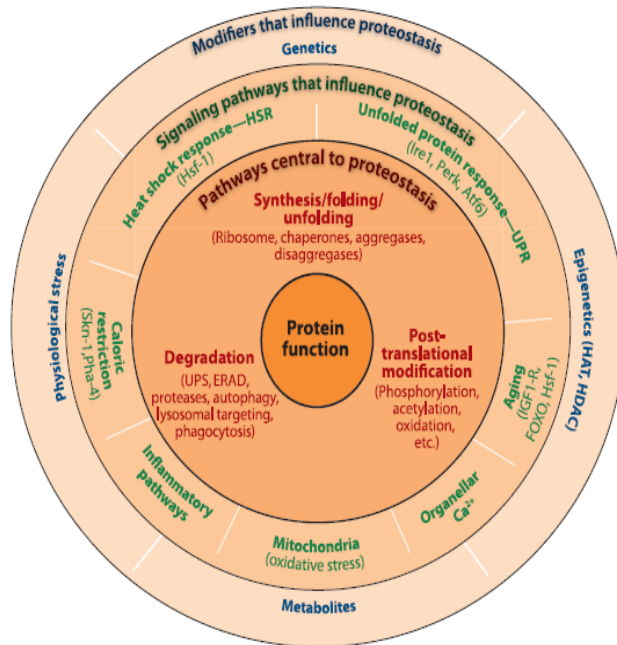 Modifiers that influence proteostasis
Genetics
Signaling pathways that influence proteostasis
Heat shock response—HSR
(Hsf-1)
Unfolded protein response—UPR
(Ire1, Perk, Atf6)
Pathways central to proteostasis
Synthesis/folding/
unfolding
(Ribosome, chaperones, aggregases,
disaggregases)
Physiological stress
Epigenetics (HAT, HDAC)
Caloric
restriction
(Skn-1,Pha-4)
Protein
function
Degradation
(UPS, ERAD,
proteases, autophagy,
lysosomal targeting,
phagocytosis)
Post-
translational
modification
(Phosphorylation,
acetylation,
oxidation,
etc.)
Aging
(IGF1-R,
FOXO, Hsf-1)
Inflammatory
pathways
Organellar
Ca²⁺
Mitochondria
(oxidative stress)
Metabolites